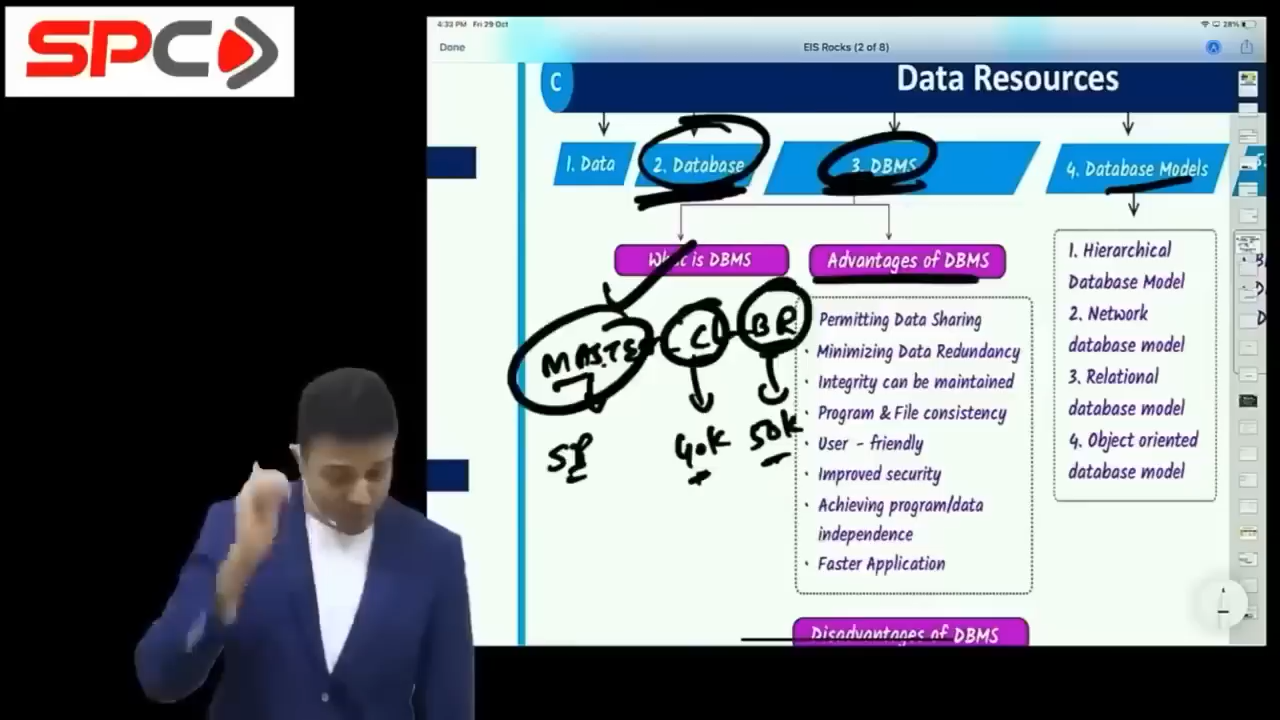 SPC
4:33 PM Fri 29 Oct
28%
Done
EIS Rocks (2 of 8)
C
Data Resources
1. Data
2. Database
3. DBMS
4. Database Models
5.
What is DBMS
Advantages of DBMS
MASTE
C
BR
SP
40K
50K
Permitting Data Sharing
· Minimizing Data Redundancy
· Integrity can be maintained
· Program & File consistency
· User - friendly
· Improved security
· Achieving program/data
independence
· Faster Application
1. Hierarchical
Database Model
2. Network
database model
3. Relational
database model
4. Object oriented
database model
Disadvantages of DBMS